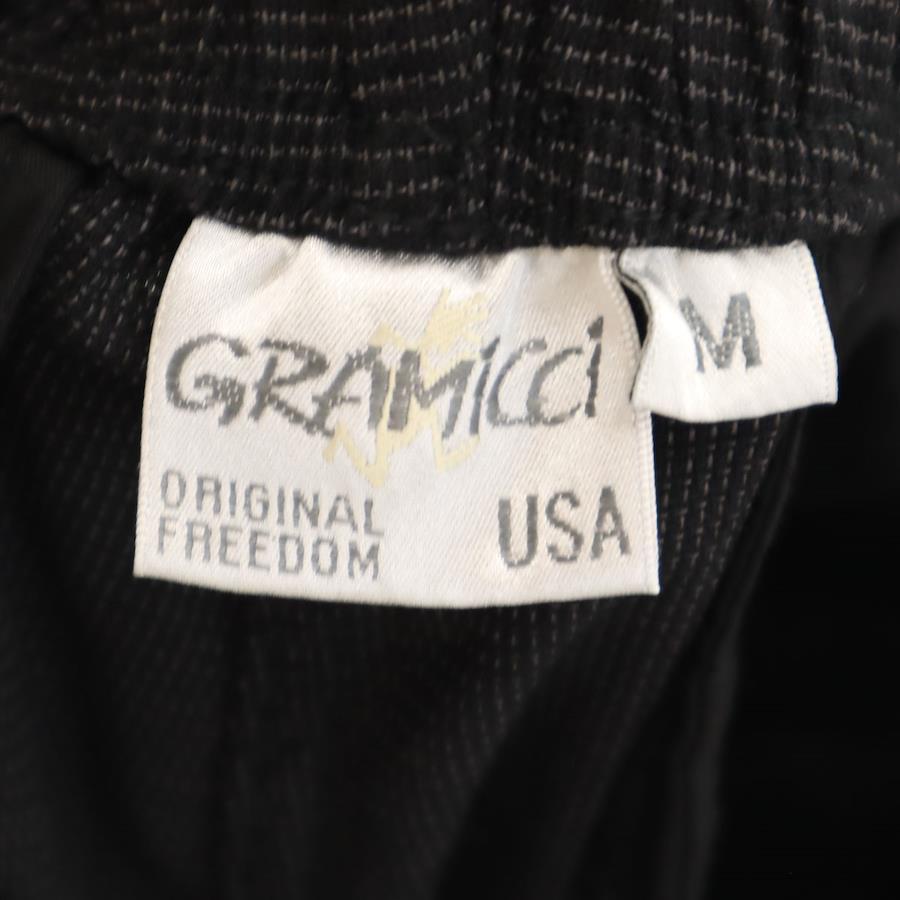 GRAMiCCi
M
ORIGINAL
FREEDOM
USA